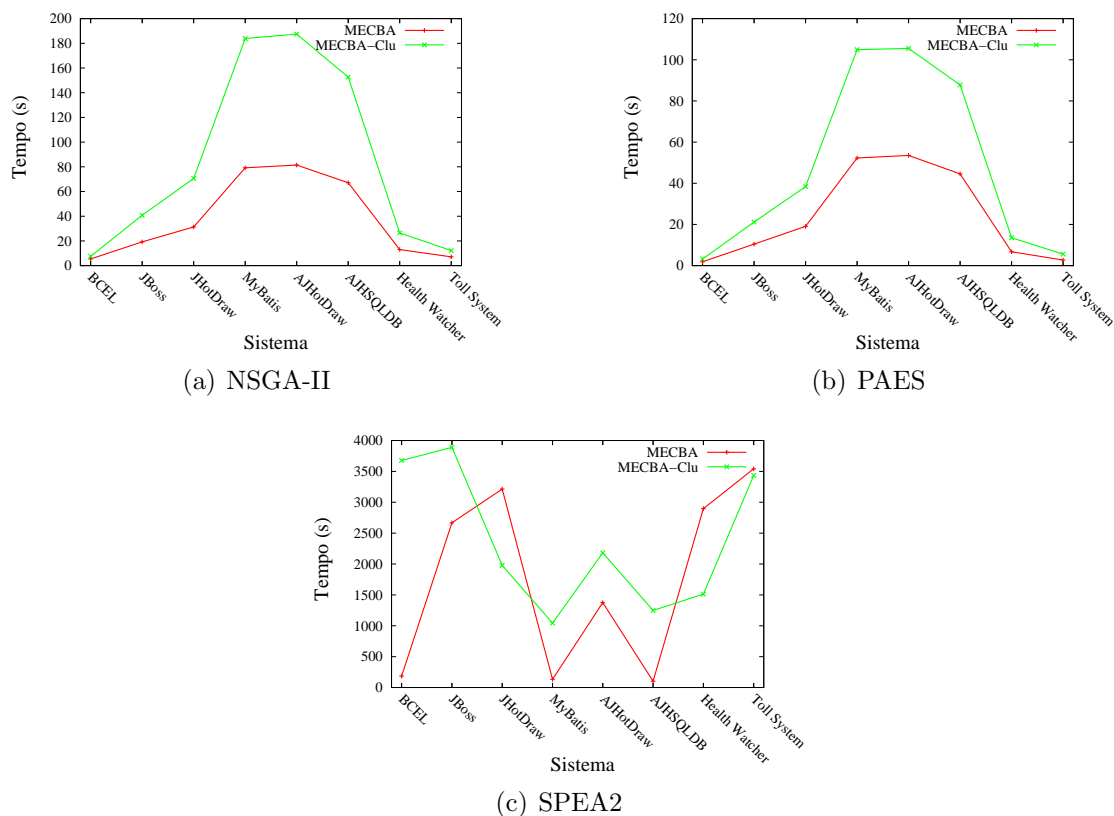 200
180
160
140
120
100
80
60
40
20
0
Tempo (s)
MECBA
MECBA-Clu
BCEL
JBoss
JHotDraw
MyBatis
AJHotDraw
AJHSQLDB
Health Watcher
Toll System
Sistema
(a) NSGA-II
120
100
80
60
40
20
0
Tempo (s)
MECBA
MECBA-Clu
BCEL
JBoss
JHotDraw
MyBatis
AJHotDraw
AJHSQLDB
Health Watcher
Toll System
Sistema
(b) PAES
4000
3500
3000
2500
2000
1500
1000
500
0
Tempo (s)
MECBA
MECBA-Clu
BCEL
JBoss
JHotDraw
MyBatis
AJHotDraw
AJHSQLDB
Health Watcher
Toll System
Sistema
(c) SPEA2